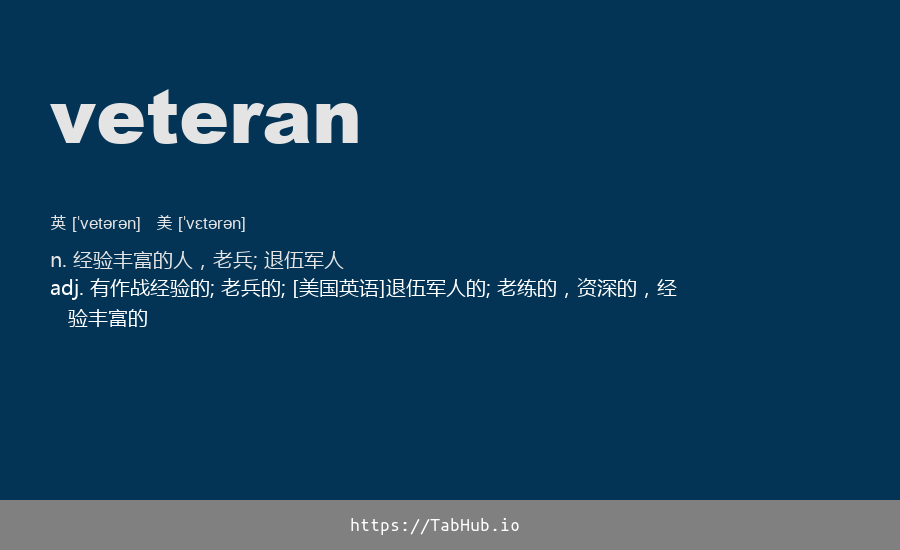 veteran
英 [ˈvetərən] 美 [ˈvɛtərən]
n. 经验丰富的人，老兵; 退伍军人
adj. 有作战经验的; 老兵的; [美国英语]退伍军人的; 老练的，资深的，经
验丰富的
https://TabHub.io